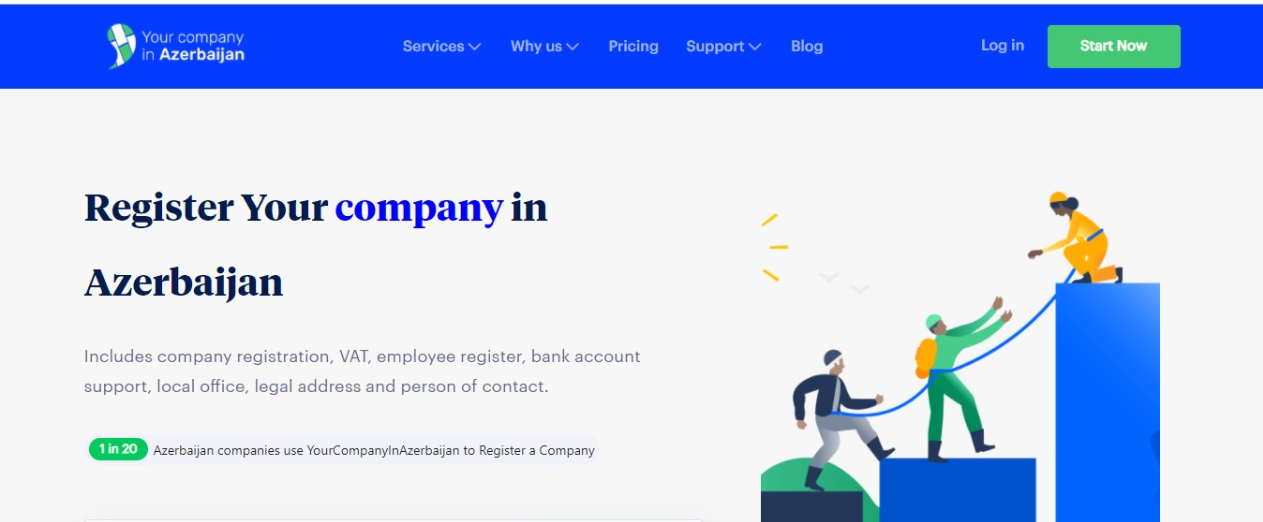 Your company
in Azerbaijan
Services
Why us
Pricing
Support
Blog
Log in
Start Now
Register Your company in
Azerbaijan
Includes company registration, VAT, employee register, bank account
support, local office, legal address and person of contact.
1 in 20 Azerbaijan companies use YourCompanyInAzerbaijan to Register a Company